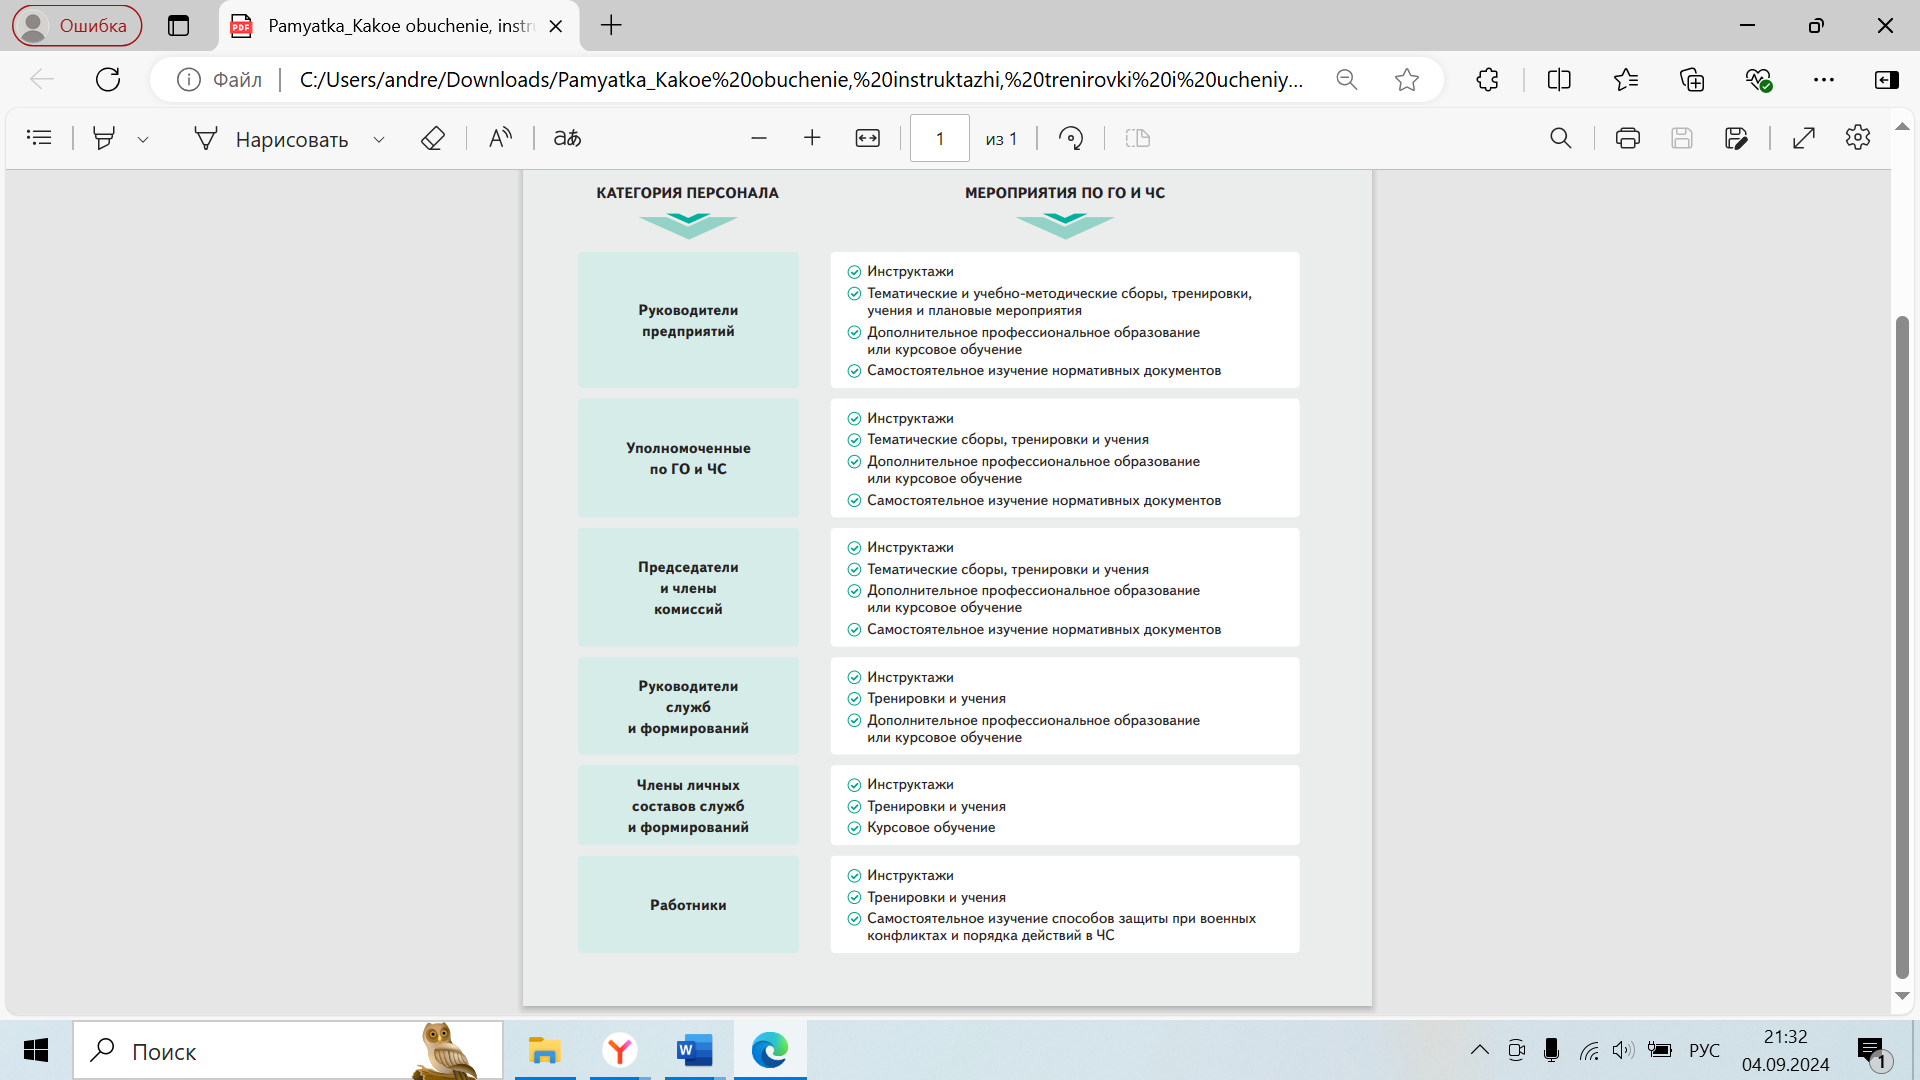 Ошибка
Pamyatka_Kakoe obuchenie, instru
Файл
C:/Users/andre/Downloads/Pamyatka_Kakoe%20obuchenie,%20instruktazhi,%20trenirovki%20i%20ucheniy...
Нарисовать
1
из 1
КАТЕГОРИЯ ПЕРСОНАЛА
МЕРОПРИЯТИЯ ПО ГО И ЧС
Руководители
предприятий
Инструктажи
Тематические и учебно-методические сборы, тренировки,
учения и плановые мероприятия
Дополнительное профессиональное образование
или курсовое обучение
Самостоятельное изучение нормативных документов
Уполномоченные
по ГО и ЧС
Инструктажи
Тематические сборы, тренировки и учения
Дополнительное профессиональное образование
или курсовое обучение
Самостоятельное изучение нормативных документов
Председатели
и члены
комиссий
Инструктажи
Тематические сборы, тренировки и учения
Дополнительное профессиональное образование
или курсовое обучение
Самостоятельное изучение нормативных документов
Руководители
служб
и формирований
Инструктажи
Тренировки и учения
Дополнительное профессиональное образование
или курсовое обучение
Члены личных
составов служб
и формирований
Инструктажи
Тренировки и учения
Курсовое обучение
Работники
Инструктажи
Тренировки и учения
Самостоятельное изучение способов защиты при военных
конфликтах и порядка действий в ЧС
Поиск
РУС
21:32
04.09.2024
1